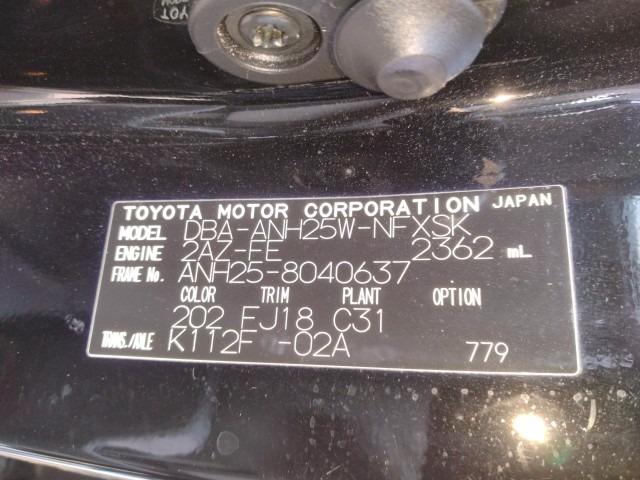 TOYOTA MOTOR CORPORATION JAPAN
MODEL DBA-ANH25W-NFXSK
ENGINE 2AZ-FE 2362 mL
FRAME No. ANH25-8040637
COLOR TRIM PLANT OPTION
202 FJ18 C31
TRANS./AXLE K112F -02A 779